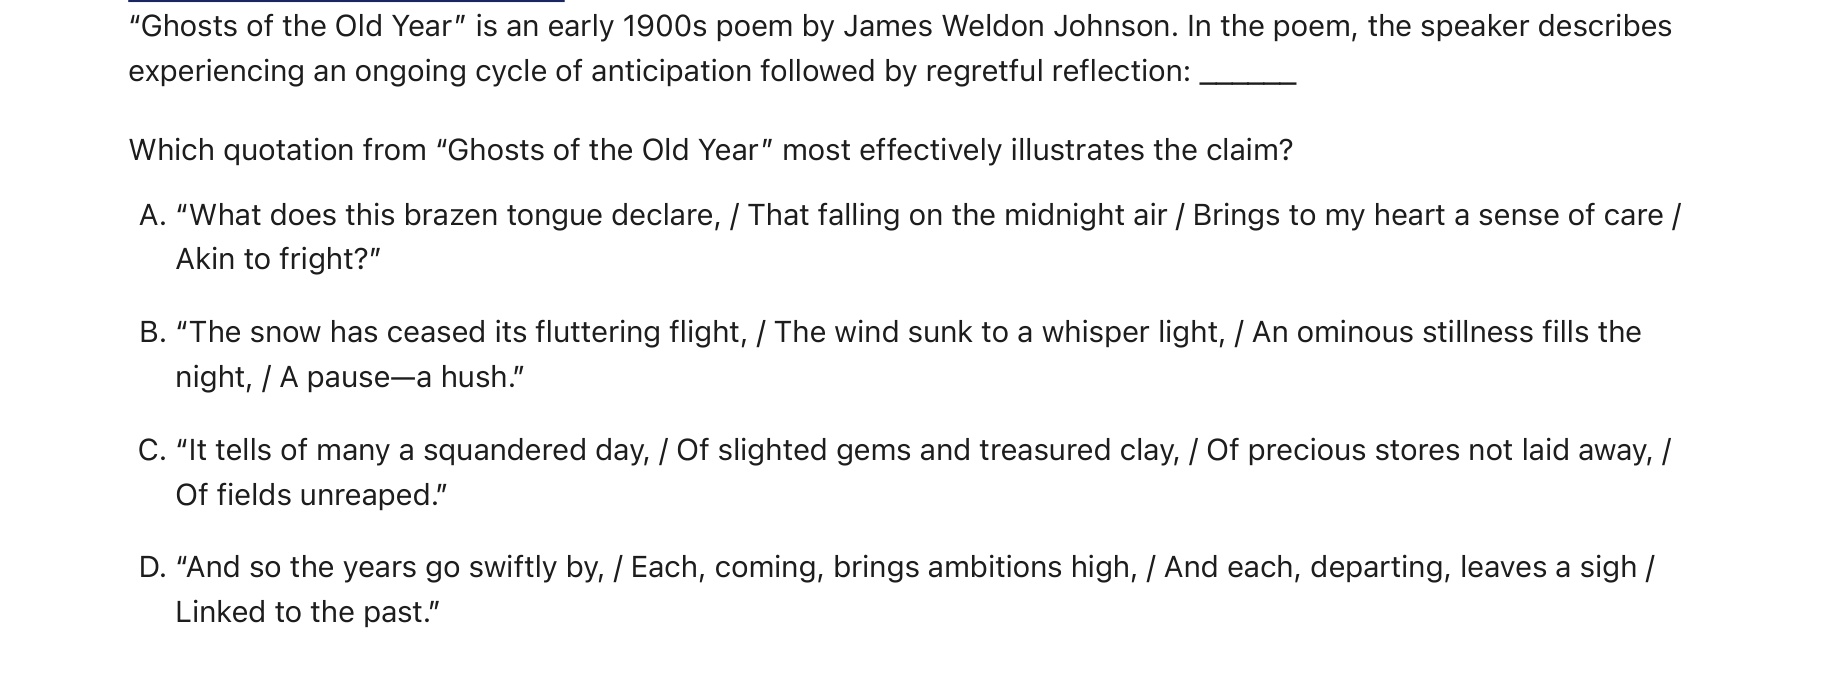 “Ghosts of the Old Year” is an early 1900s poem by James Weldon Johnson. In the poem, the speaker describes
experiencing an ongoing cycle of anticipation followed by regretful reflection: ______
Which quotation from “Ghosts of the Old Year” most effectively illustrates the claim?
A. “What does this brazen tongue declare, / That falling on the midnight air / Brings to my heart a sense of care /
Akin to fright?”
B. “The snow has ceased its fluttering flight, / The wind sunk to a whisper light, / An ominous stillness fills the
night, / A pause—a hush.”
C. “It tells of many a squandered day, / Of slighted gems and treasured clay, / Of precious stores not laid away, /
Of fields unreaped.”
D. “And so the years go swiftly by, / Each, coming, brings ambitions high, / And each, departing, leaves a sigh /
Linked to the past.”